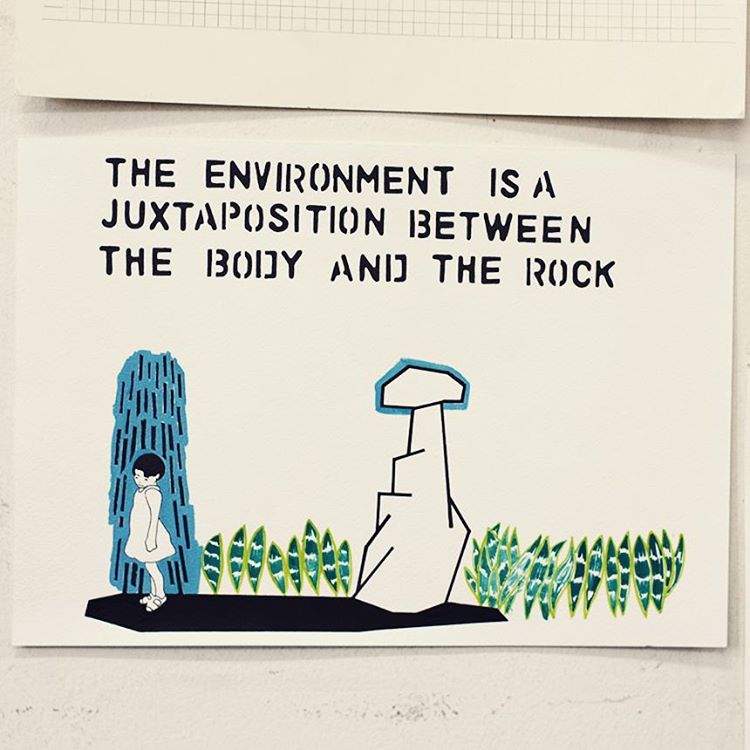 THE ENVIRONMENT IS A
JUXTAPOSITION BETWEEN
THE BODY AND THE ROCK